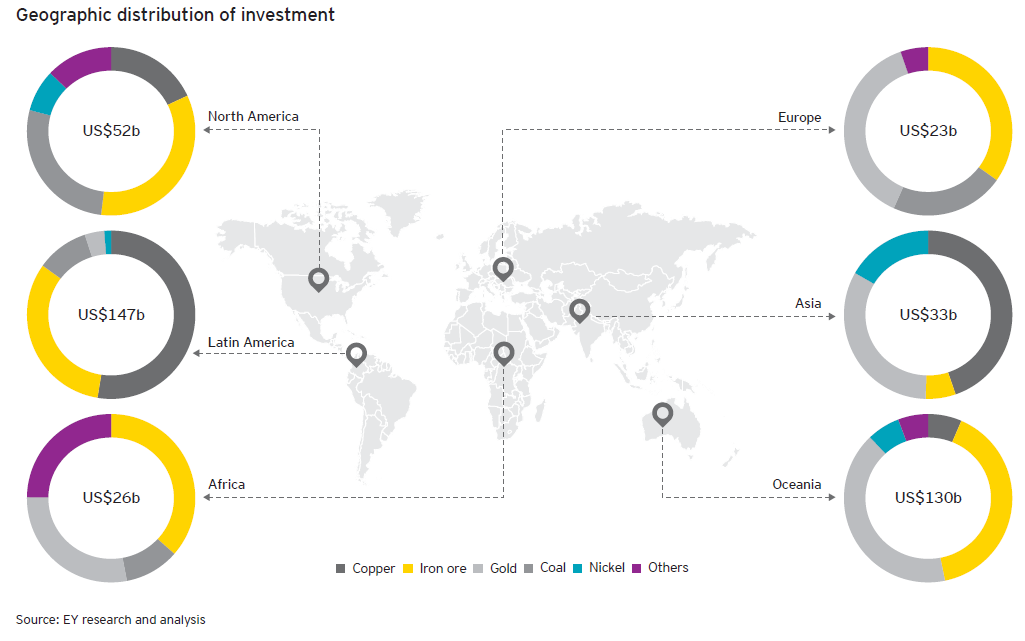 Geographic distribution of investment
US$52b
North America
Europe
US$23b
US$147b
Latin America
Asia
US$33b
US$26b
Africa
Oceania
US$130b
Copper Iron ore Gold Coal Nickel Others
Source: EY research and analysis